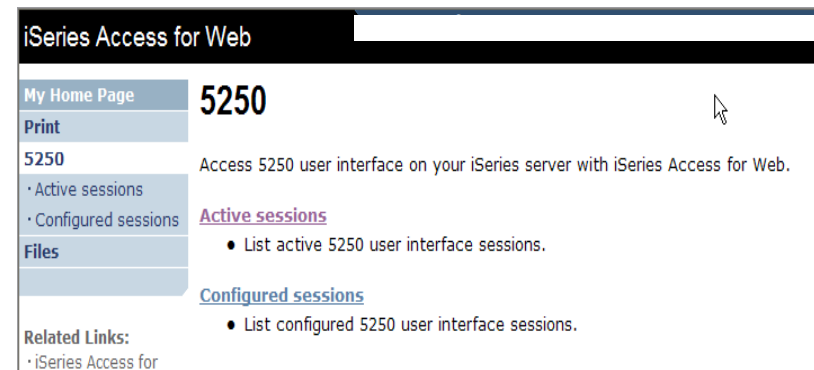 iSeries Access for Web
My Home Page
Print
5250
· Active sessions
· Configured sessions
Files
Related Links:
· iSeries Access for
5250
Access 5250 user interface on your iSeries server with iSeries Access for Web.
Active sessions
● List active 5250 user interface sessions.
Configured sessions
● List configured 5250 user interface sessions.